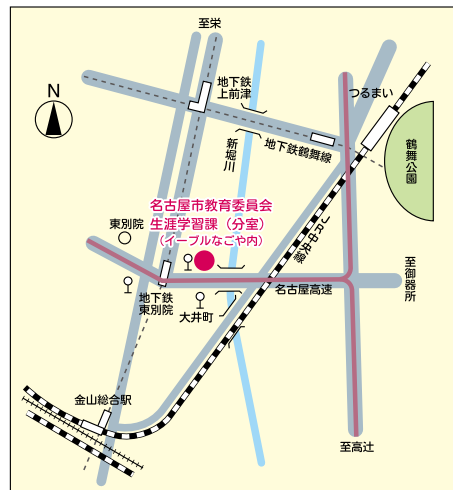 至栄
N
地下鉄
上前津
つるまい
新堀川
地下鉄鶴舞線
鶴舞公園
名古屋市教育委員会
生涯学習課（分室）
（イーブルなごや内）
東別院
JR中央線
至御器所
地下鉄
東別院
大井町
名古屋高速
金山総合駅
至高辻